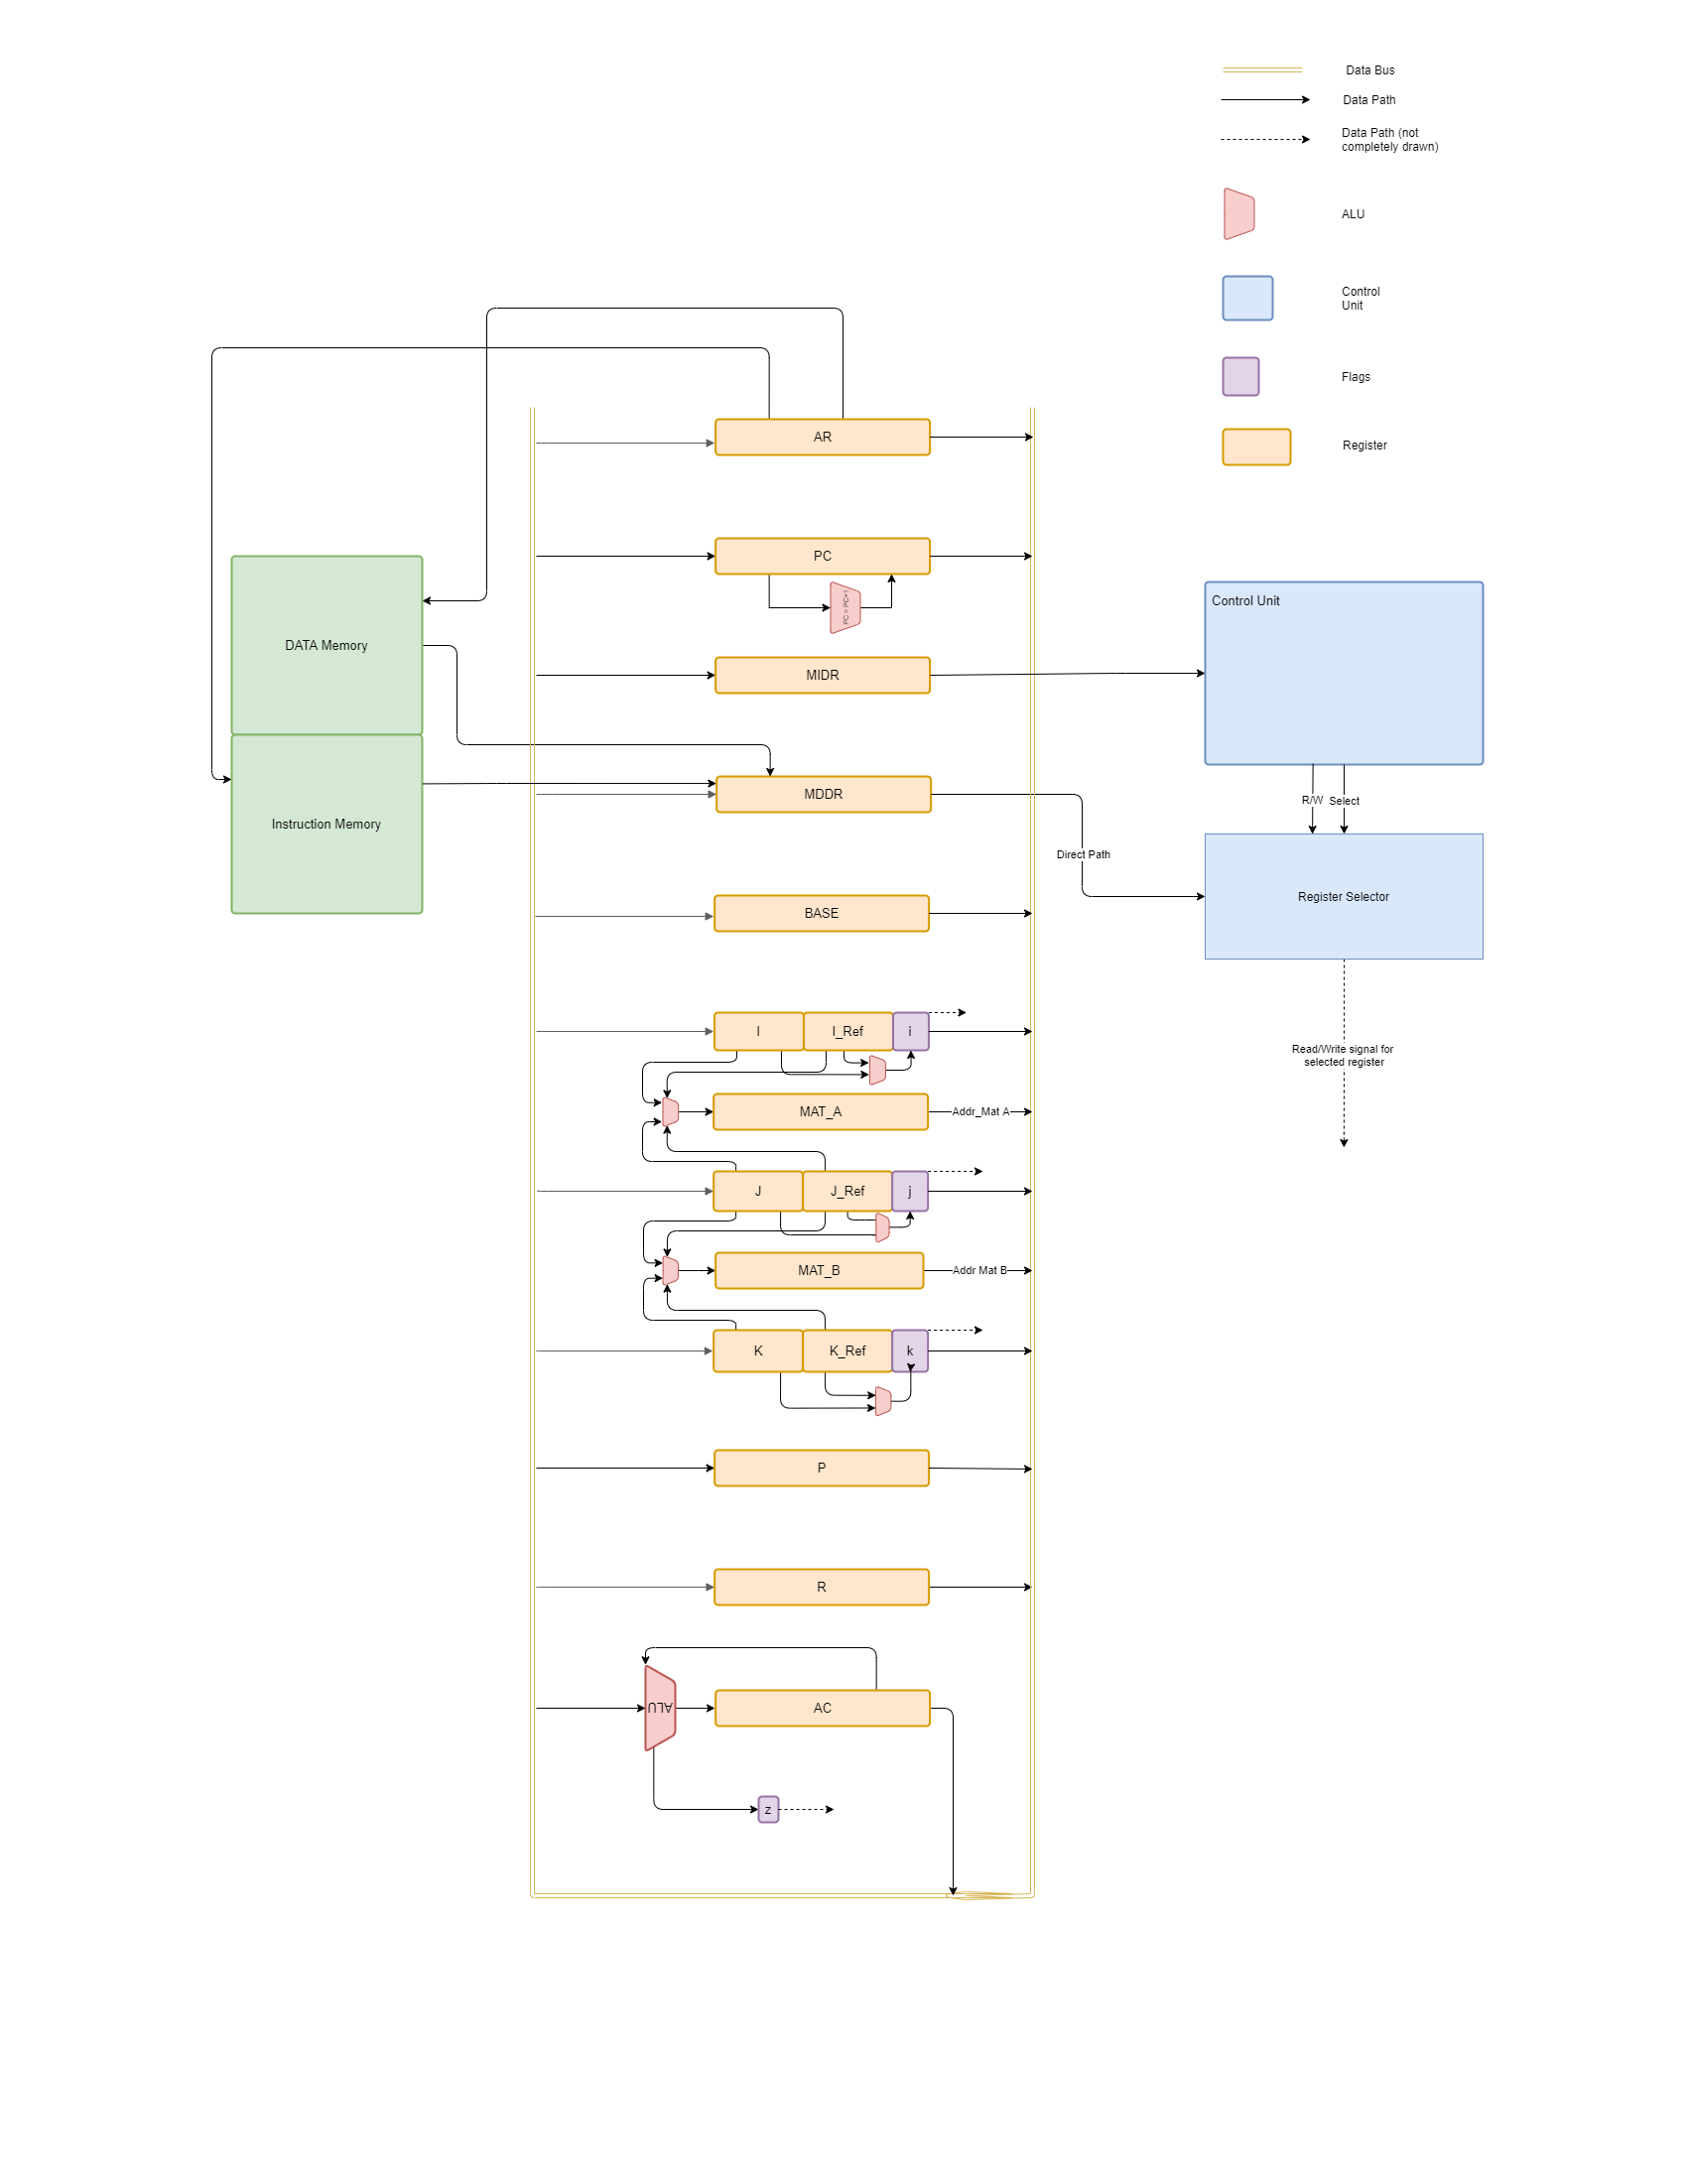 Data Bus
Data Path
Data Path (not
completely drawn)
ALU
Control
Unit
Flags
Register
AR
PC
PC = PC+1
MIDR
Control Unit
DATA Memory
MDDR
R/W
Select
Instruction Memory
Direct Path
Register Selector
BASE
I
I_Ref
i
Read/Write signal for
selected register
MAT_A
Addr_Mat A
J
J_Ref
j
MAT_B
Addr Mat B
K
K_Ref
k
P
R
ALU
AC
z